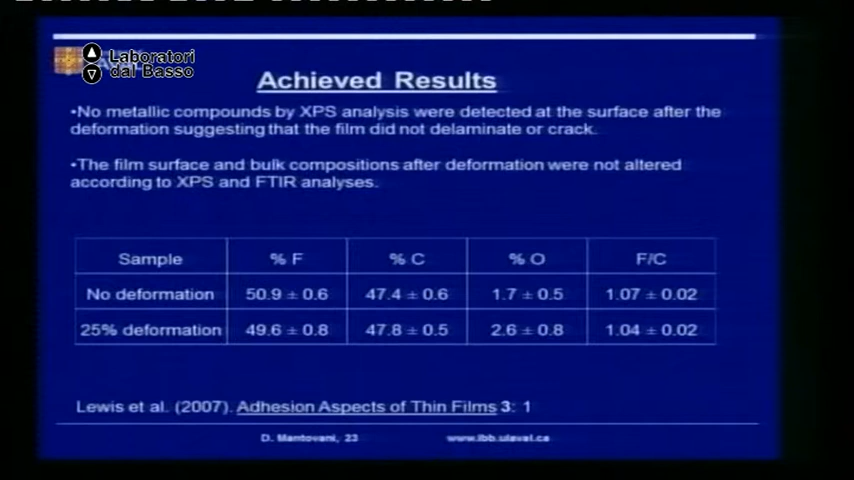 Laboratori
dal Basso
Achieved Results
•No metallic compounds by XPS analysis were detected at the surface after the
deformation suggesting that the film did not delaminate or crack.
•The film surface and bulk compositions after deformation were not altered
according to XPS and FTIR analyses.
Sample % F % C % O F/C
No deformation 50.9 ± 0.6 47.4 ± 0.6 1.7 ± 0.5 1.07 ± 0.02
25% deformation 49.6 ± 0.8 47.8 ± 0.5 2.6 ± 0.8 1.04 ± 0.02
Lewis et al. (2007). Adhesion Aspects of Thin Films 3: 1
D. Mantovani, 23 www.lbb.ulaval.ca